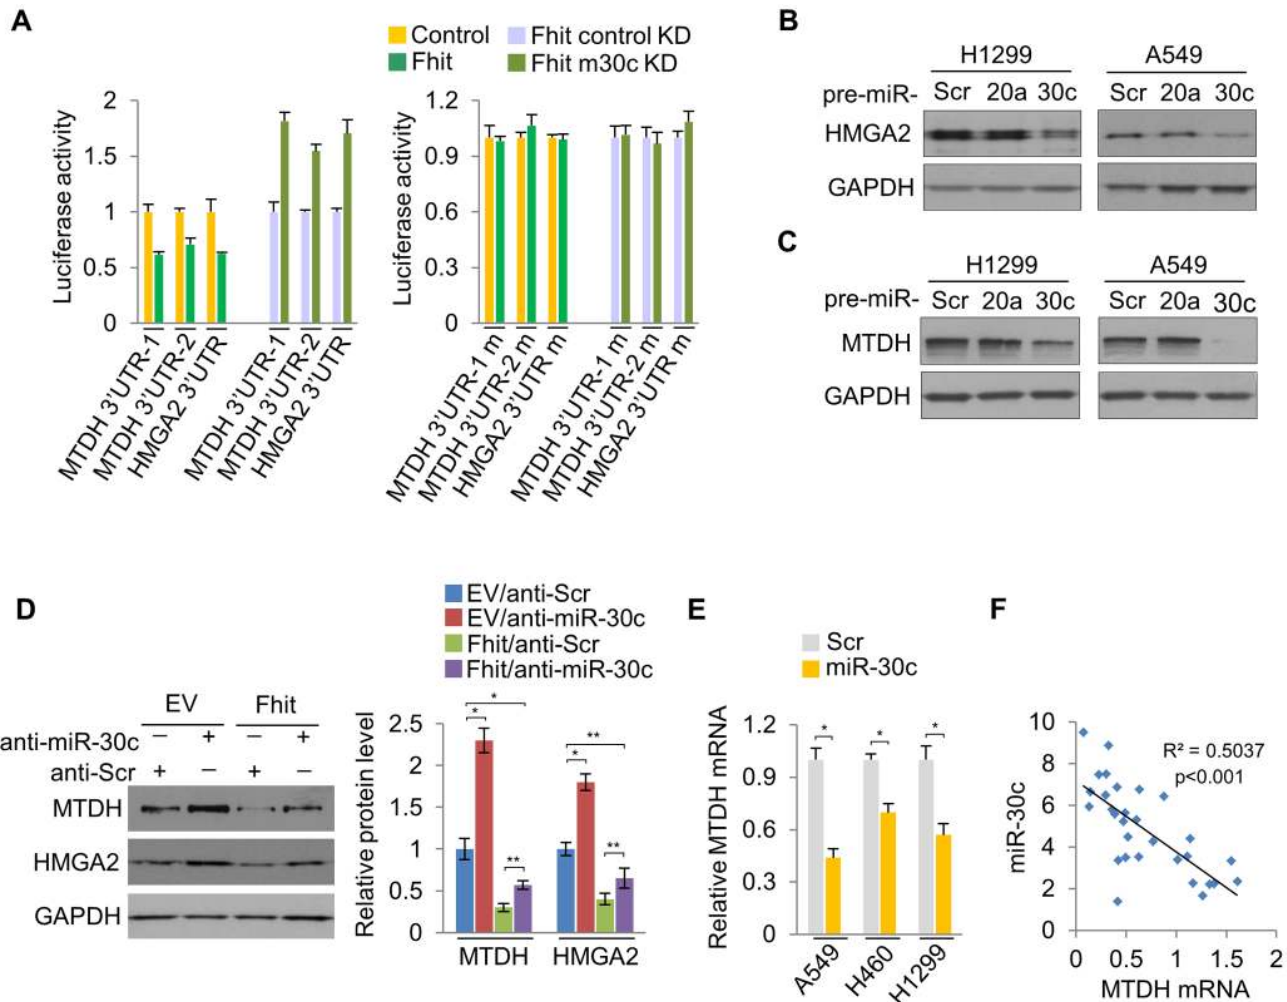 A
Control
Fhit
Fhit control KD
Fhit m30c KD
Luciferase activity
2
1.5
1
0.5
0
MTDH 3'UTR-1
MTDH 3'UTR-2
HMGA2 3'UTR
MTDH 3'UTR-1
MTDH 3'UTR-2
HMGA2 3'UTR
Luciferase activity
1.2
0.9
0.6
0.3
0
MTDH 3'UTR-1 m
MTDH 3'UTR-2 m
HMGA2 3'UTR m
MTDH 3'UTR-1 m
MTDH 3'UTR-2 m
HMGA2 3'UTR m
B
H1299 A549
pre-miR- Scr 20a 30c Scr 20a 30c
HMGA2
GAPDH
C
H1299 A549
pre-miR- Scr 20a 30c Scr 20a 30c
MTDH
GAPDH
D
EV Fhit
anti-miR-30c − + − +
anti-Scr + − + −
MTDH
HMGA2
GAPDH
EV/anti-Scr
EV/anti-miR-30c
Fhit/anti-Scr
Fhit/anti-miR-30c
Relative protein level
2.5
2
1.5
1
0.5
0
* * ** ** * **
MTDH HMGA2
E
Scr
miR-30c
Relative MTDH mRNA
1.2
0.9
0.6
0.3
0
* * *
A549
H460
H1299
F
miR-30c
10
8
6
4
2
0
R² = 0.5037
p<0.001
0 0.5 1 1.5 2
MTDH mRNA